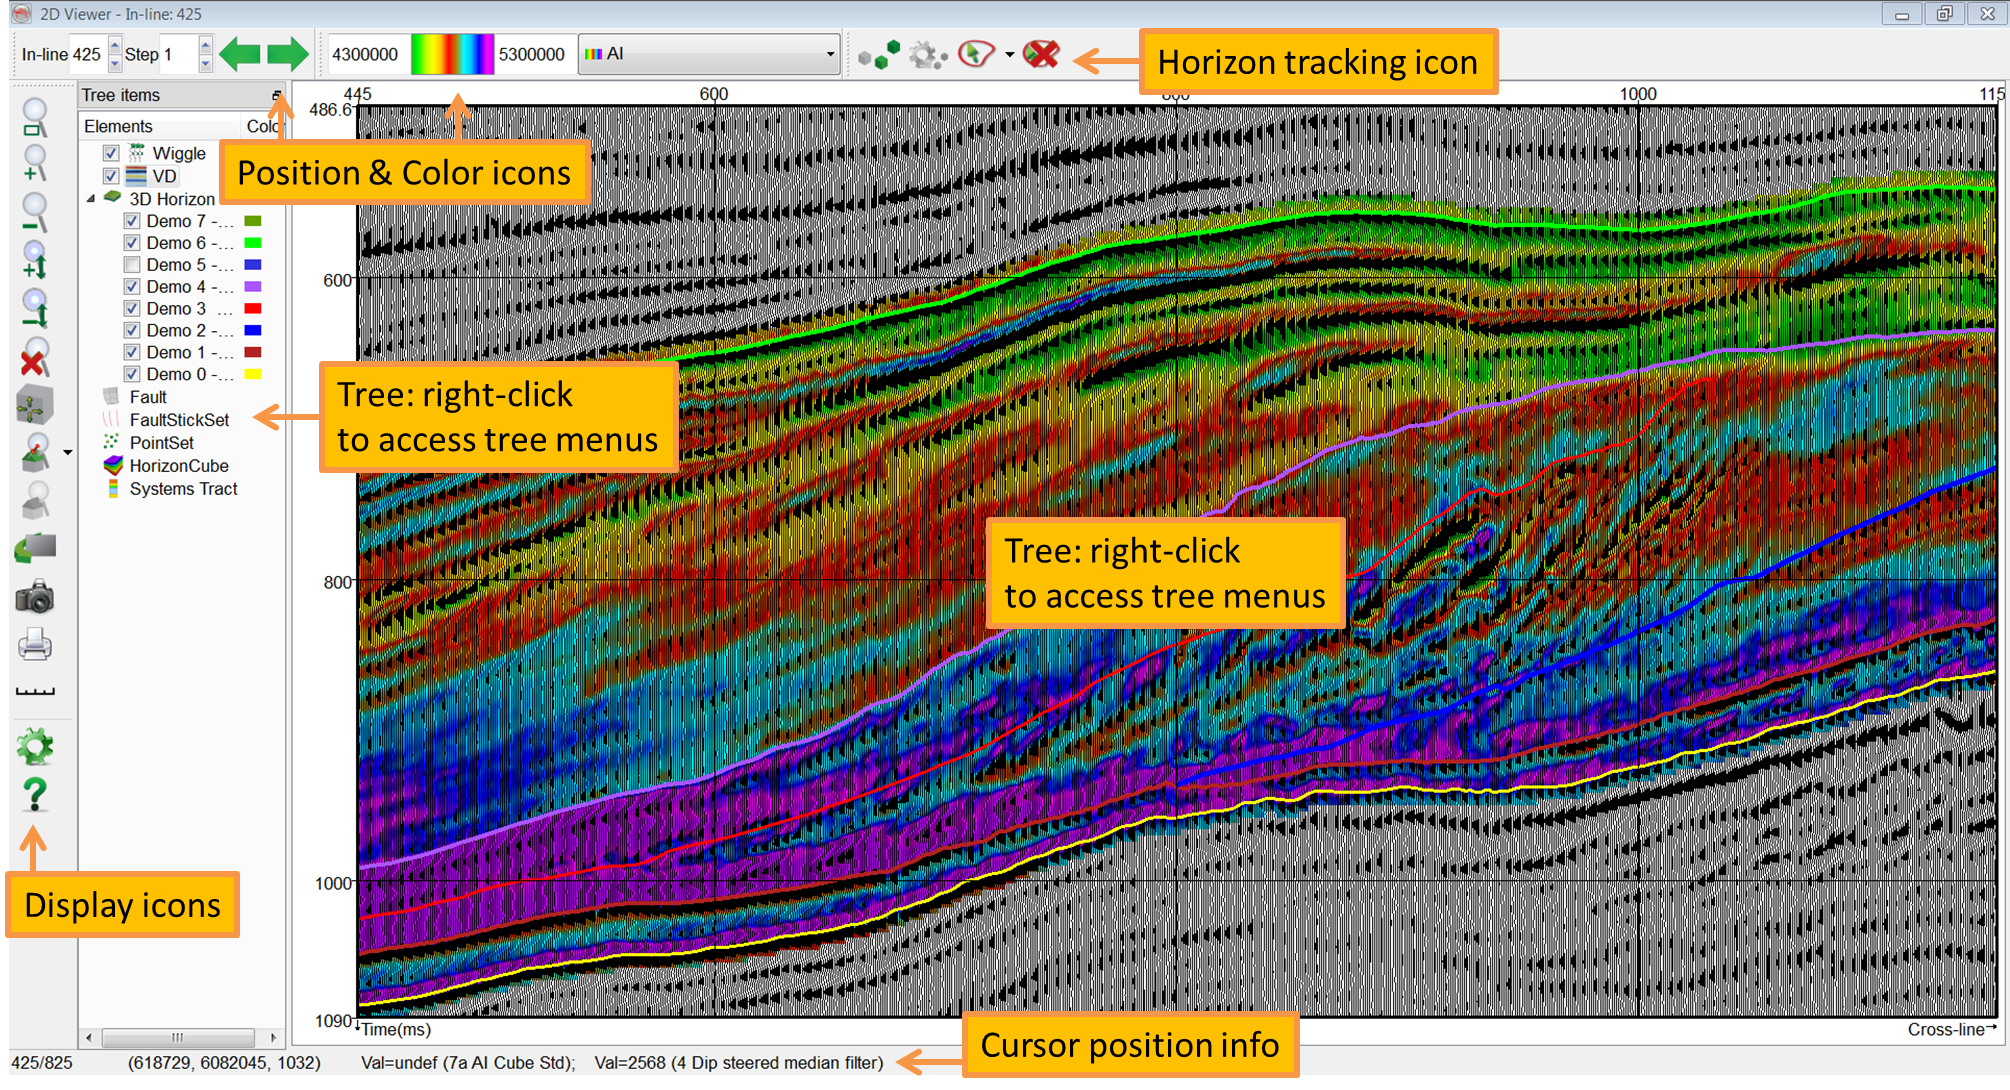 2D Viewer - In-line: 425
In-line 425 Step 1
4300000 5300000 AI
Horizon tracking icon
Tree items
Elements
Position & Color icons
Wiggle
VD
3D Horizon
Demo 7 -...
Demo 6 -...
Demo 5 -...
Demo 4 -...
Demo 3 ...
Demo 2 -...
Demo 1 -...
Demo 0 -...
Fault
FaultStickSet
PointSet
HorizonCube
Systems Tract
Tree: right-click
to access tree menus
Tree: right-click
to access tree menus
Display icons
445 600 800 1000 115
486.6
600
800
1000
1090
Time(ms)
Cross-line
Cursor position info
425/825 (618729, 6082045, 1032) Val=undef (7a AI Cube Std); Val=2568 (4 Dip steered median filter)